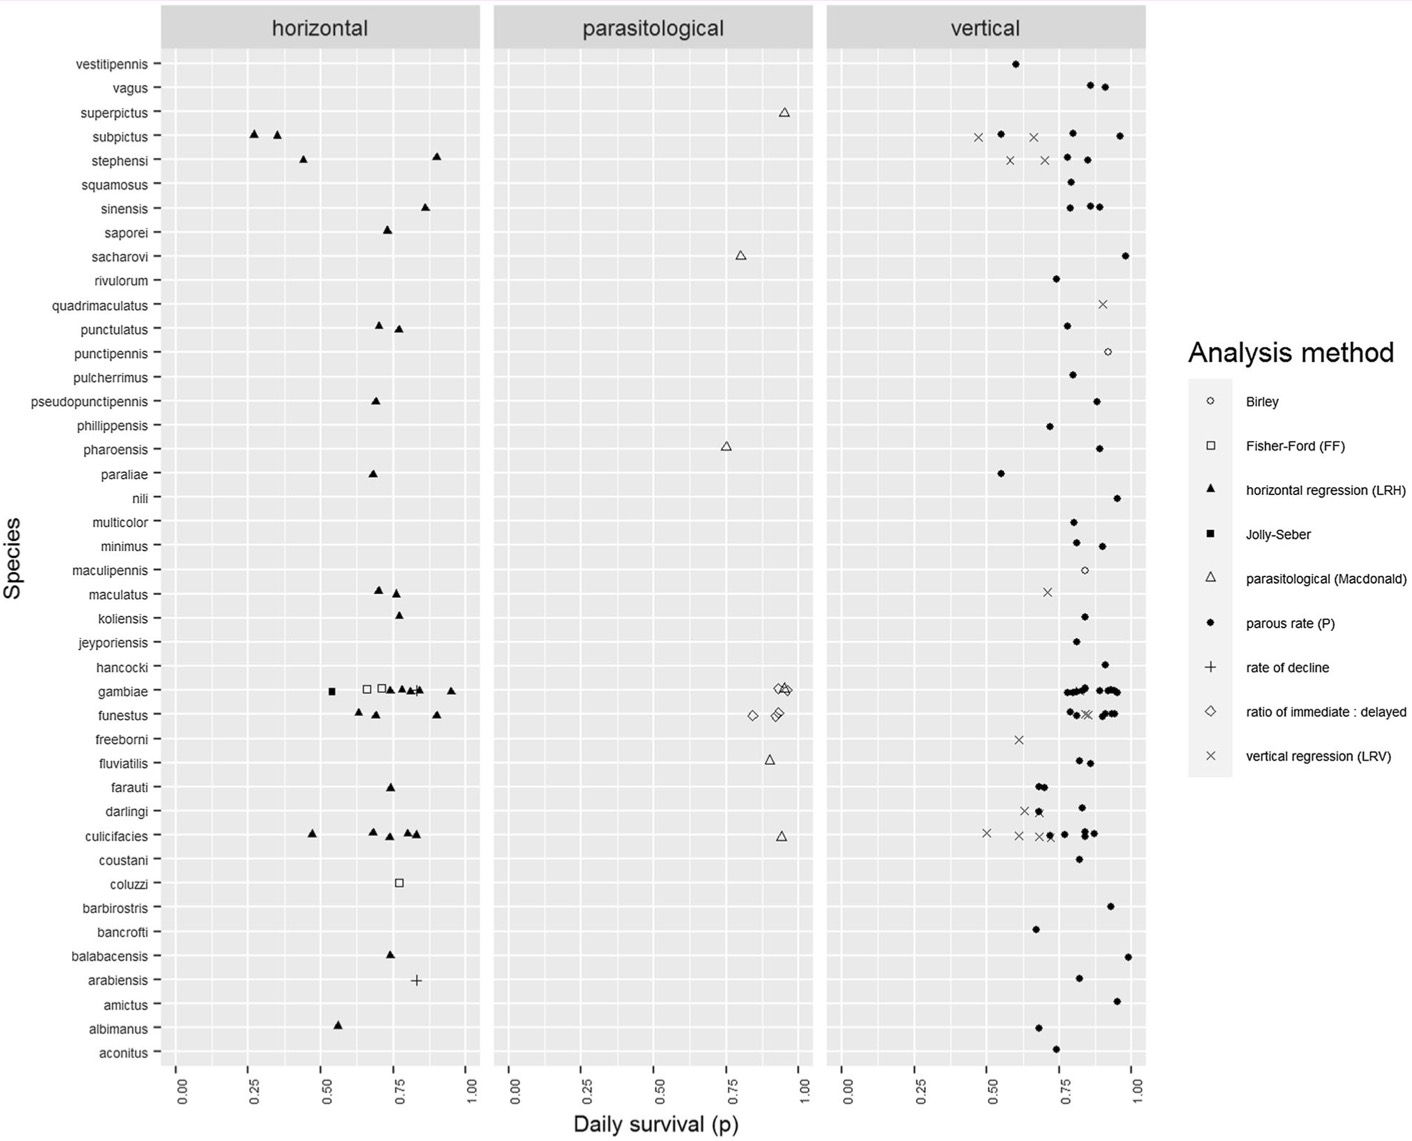 horizontal parasitological vertical
vestitipennis
vagus
superpictus
subpictus
stephensi
squamosus
sinensis
saporei
sacharovi
rivulorum
quadrimaculatus
punctulatus
punctipennis
pulcherrimus
pseudopunctipennis
phillippensis
pharoensis
paraliae
nili
multicolor
minimus
maculipennis
maculatus
koliensis
jeyporiensis
hancocki
gambiae
funestus
freeborni
fluviatilis
farauti
darlingi
culicifacies
coustani
coluzzi
barbirostris
bancrofti
balabacensis
arabiensis
amictus
albimanus
aconitus
Species
0.00 0.25 0.50 0.75 1.00 0.00 0.25 0.50 0.75 1.00 0.00 0.25 0.50 0.75 1.00
Daily survival (p)
Analysis method
Birley
Fisher-Ford (FF)
horizontal regression (LRH)
Jolly-Seber
parasitological (Macdonald)
parous rate (P)
rate of decline
ratio of immediate : delayed
vertical regression (LRV)